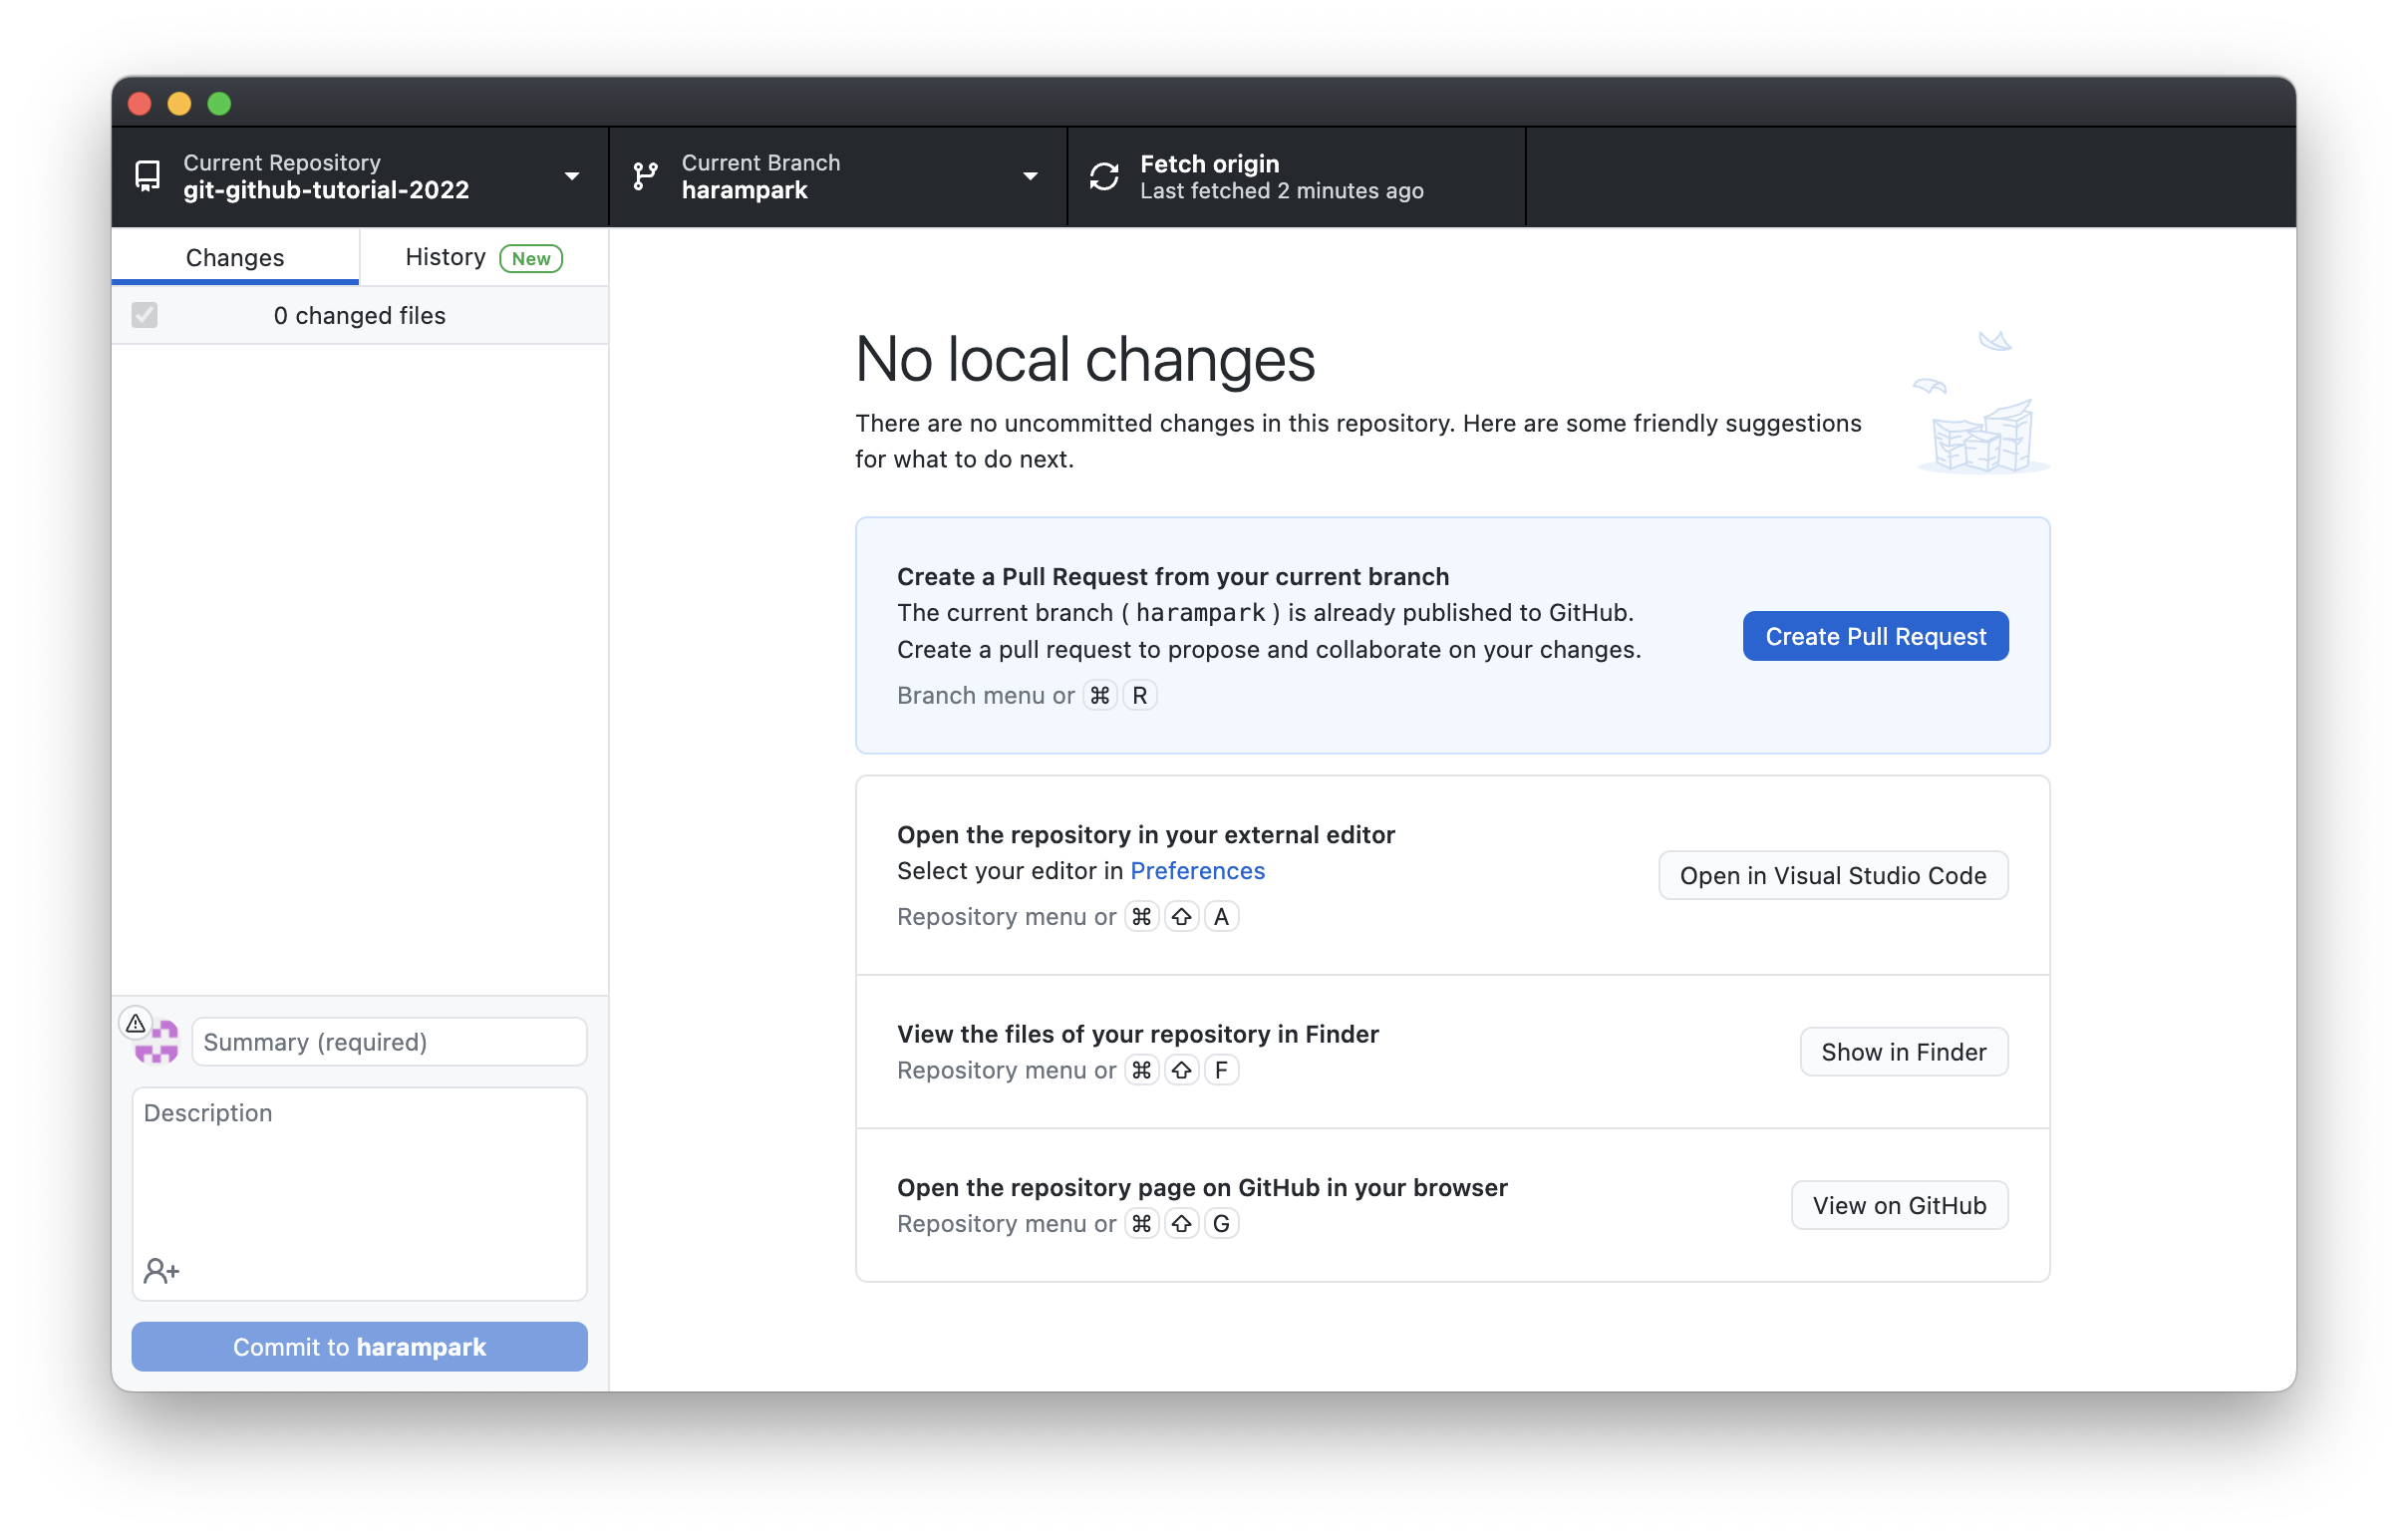 Current Repository
git-github-tutorial-2022
Current Branch
harampark
Fetch origin
Last fetched 2 minutes ago
Changes
History New
0 changed files
No local changes
There are no uncommitted changes in this repository. Here are some friendly suggestions
for what to do next.
Create a Pull Request from your current branch
The current branch ( harampark ) is already published to GitHub.
Create a pull request to propose and collaborate on your changes.
Branch menu or ⌘ R
Create Pull Request
Open the repository in your external editor
Select your editor in Preferences
Repository menu or ⌘ ⇧ A
Open in Visual Studio Code
View the files of your repository in Finder
Repository menu or ⌘ ⇧ F
Show in Finder
Open the repository page on GitHub in your browser
Repository menu or ⌘ ⇧ G
View on GitHub
Summary (required)
Description
Commit to harampark